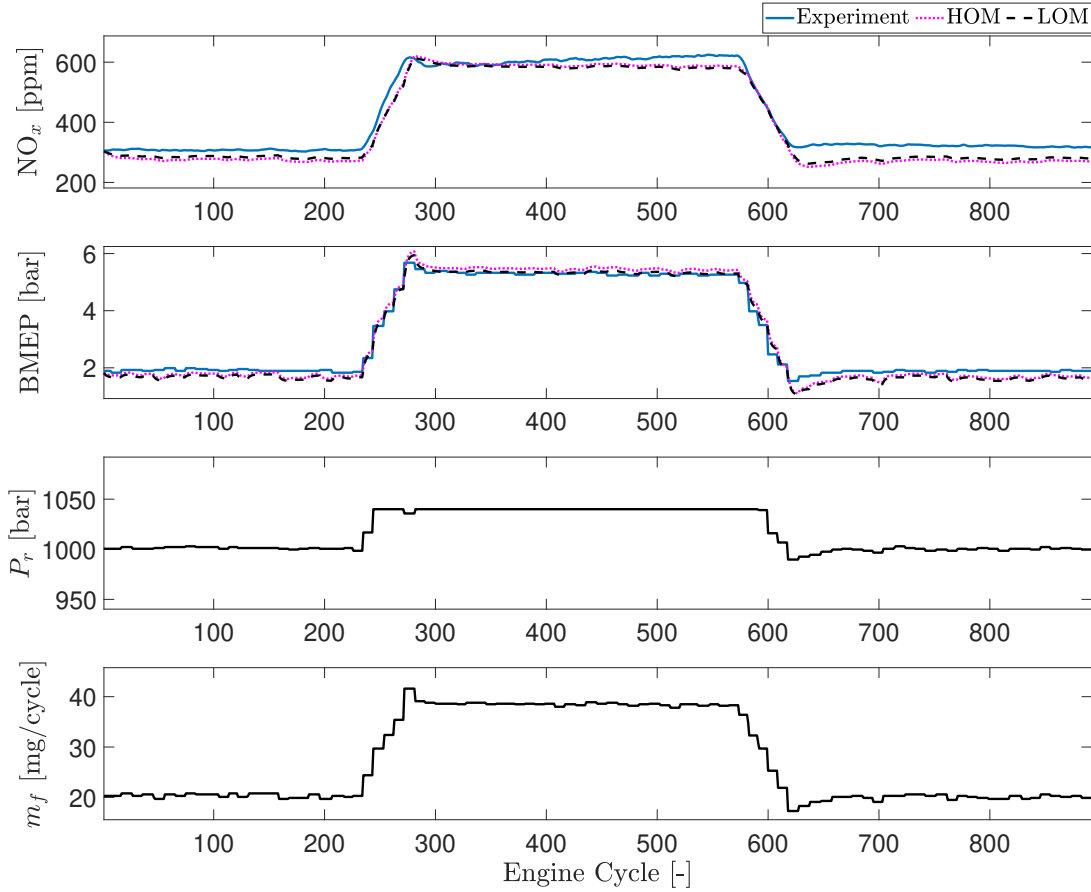 Experiment HOM LOM
NOx [ppm]
600
400
200
100 200 300 400 500 600 700 800
BMEP [bar]
6
4
2
100 200 300 400 500 600 700 800
Pr [bar]
1050
1000
950
100 200 300 400 500 600 700 800
mf [mg/cycle]
40
30
20
100 200 300 400 500 600 700 800
Engine Cycle [-]